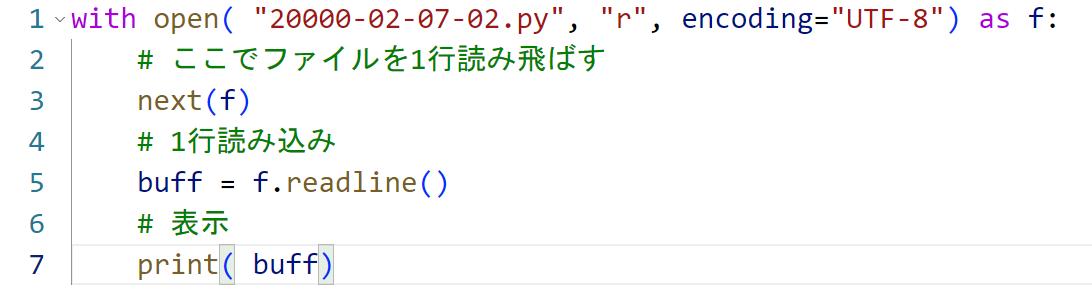 1 with open( "20000-02-07-02.py", "r", encoding="UTF-8") as f:
2     # ここでファイルを1行読み飛ばす
3     next(f)
4     # 1行読み込み
5     buff = f.readline()
6     # 表示
7     print( buff)